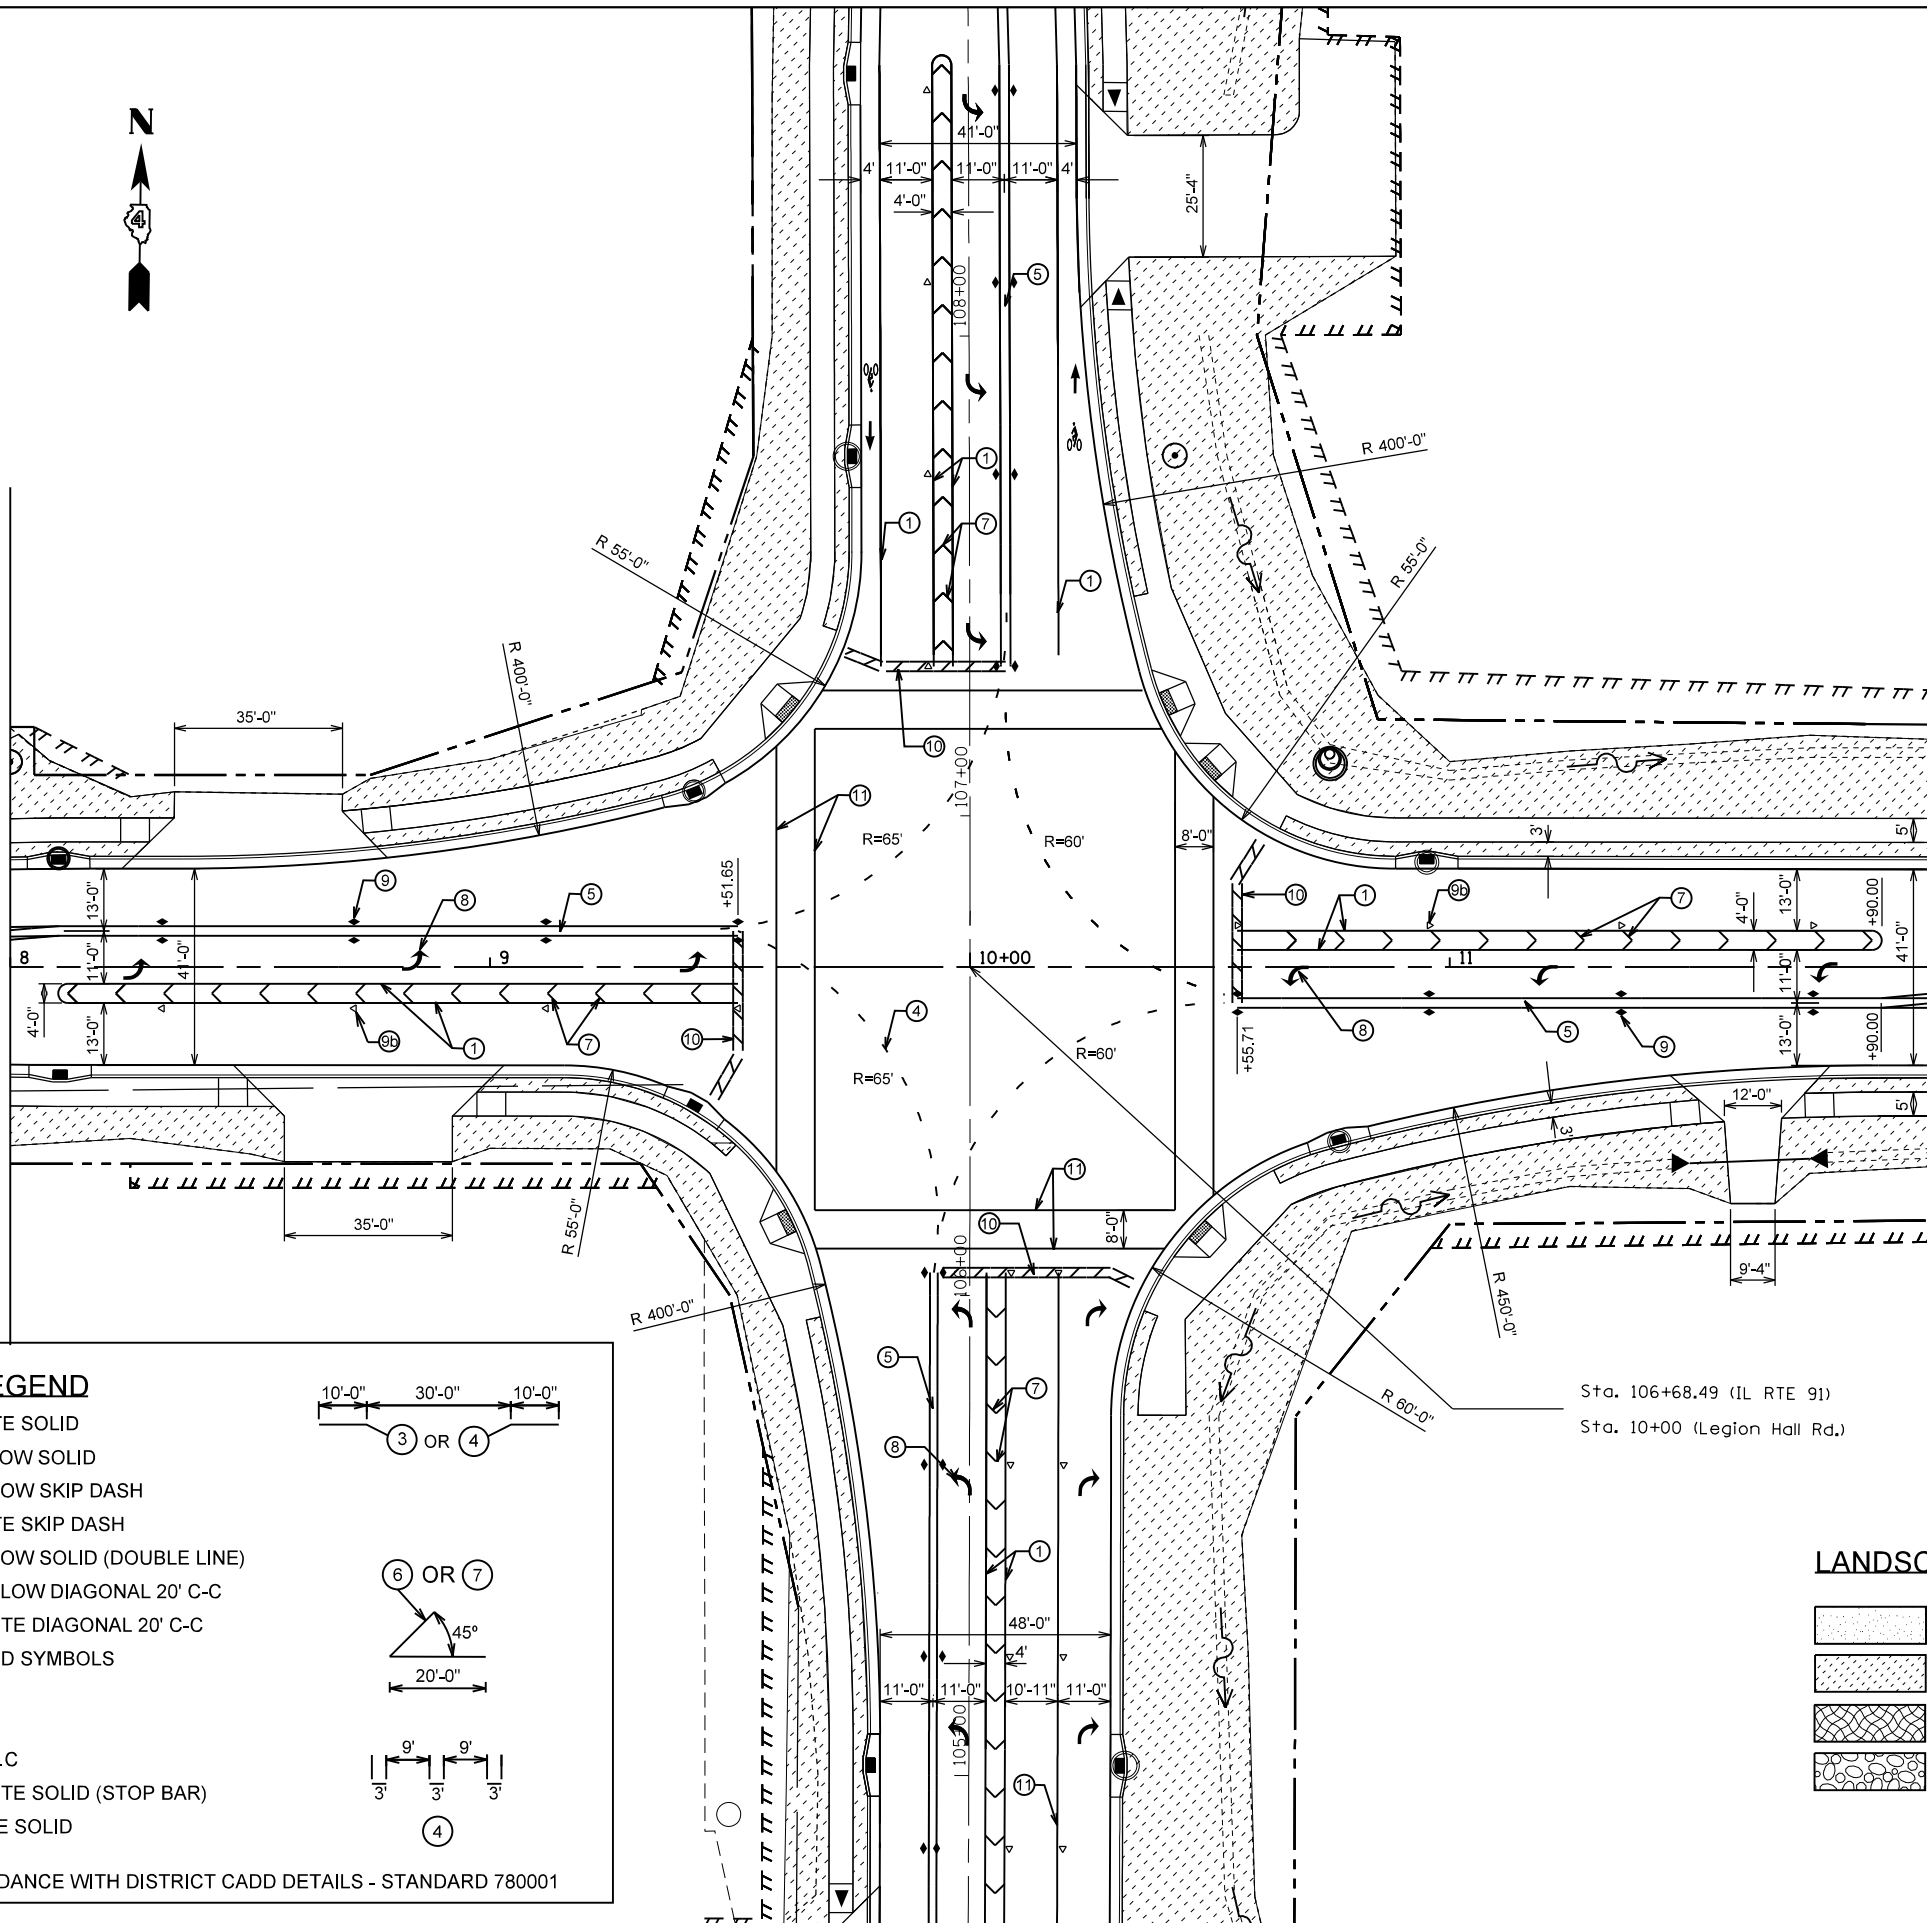 N
4
41'-0"
4' 11'-0" 11'-0" 11'-0" 4'
4'-0"
25'-4"
108+00
5
R 400'-0"
1
1
7
1
R 55'-0"
R 55'-0"
R 400'-0"
35'-0"
10
107+00
11
R=65'
R=60'
8'-0"
3'
5'
13'-0"
9
8
5
+51.65
10
1
9b
7
4'-0"
13'-0"
+90.00
8
11'-0"
41'-0"
9
10+00
11
11'-0"
41'-0"
4'-0"
13'-0"
9b
1
7
10
4
R=60'
R=65'
+55.71
8
5
9
13'-0"
+90.00
12'-0"
5'
3'
35'-0"
R 55'-0"
11
10
8'-0"
106+00
9'-4"
R 400'-0"
R 450'-0"
R 60'-0"
5
7
8
1
Sta. 106+68.49 (IL RTE 91)
Sta. 10+00 (Legion Hall Rd.)
48'-0"
4'
11'-0" 11'-0" 10'-11" 11'-0"
105+00
11
EGEND
TE SOLID
OW SOLID
OW SKIP DASH
TE SKIP DASH
OW SOLID (DOUBLE LINE)
LOW DIAGONAL 20' C-C
TE DIAGONAL 20' C-C
D SYMBOLS
.C
TE SOLID (STOP BAR)
E SOLID
DANCE WITH DISTRICT CADD DETAILS - STANDARD 780001
10'-0" 30'-0" 10'-0"
3 OR 4
6 OR 7
45°
20'-0"
9' 9'
3' 3' 3'
4
LANDSC